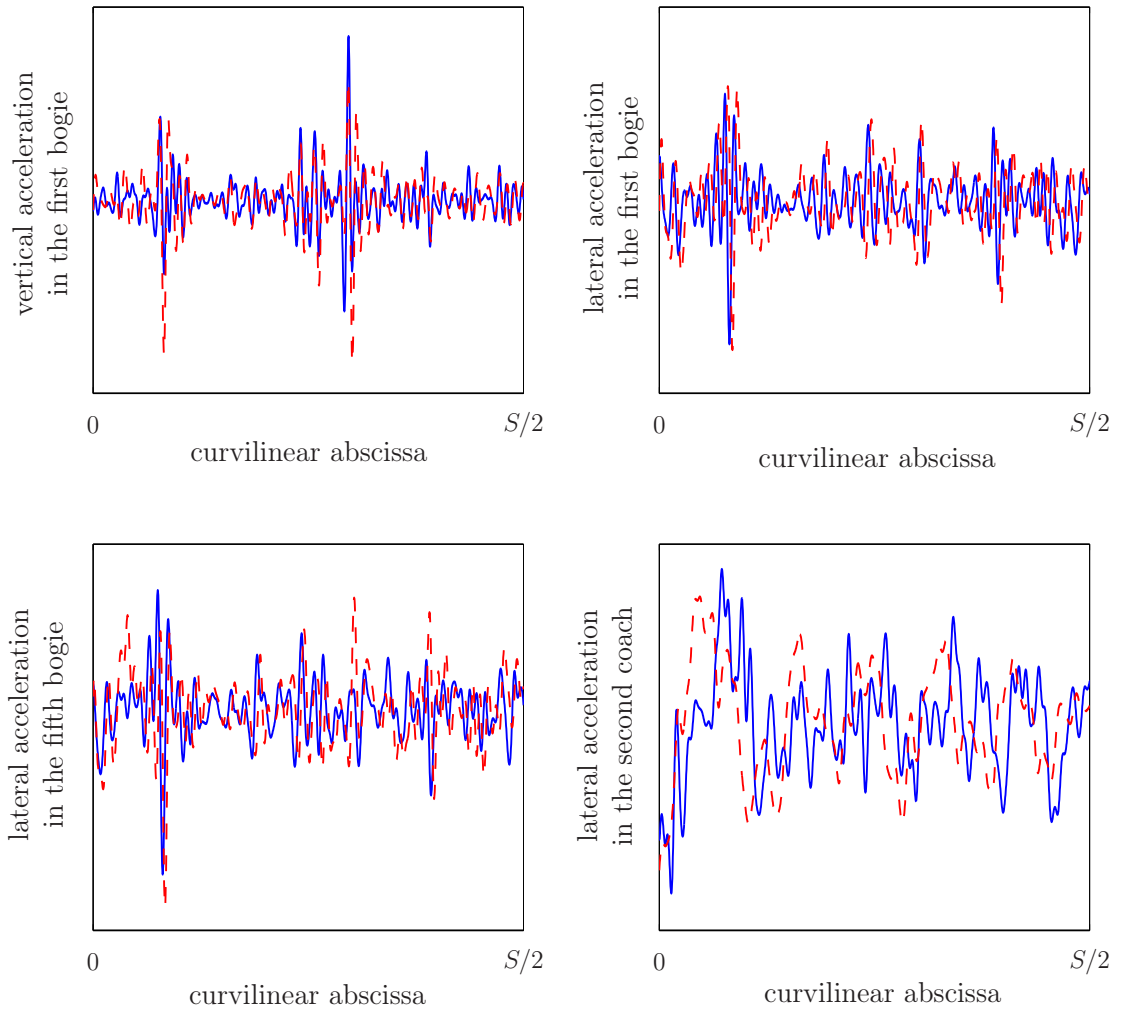 vertical acceleration
in the first bogie
0
S/2
curvilinear abscissa
lateral acceleration
in the first bogie
0
S/2
curvilinear abscissa
lateral acceleration
in the fifth bogie
0
S/2
curvilinear abscissa
lateral acceleration
in the second coach
0
S/2
curvilinear abscissa